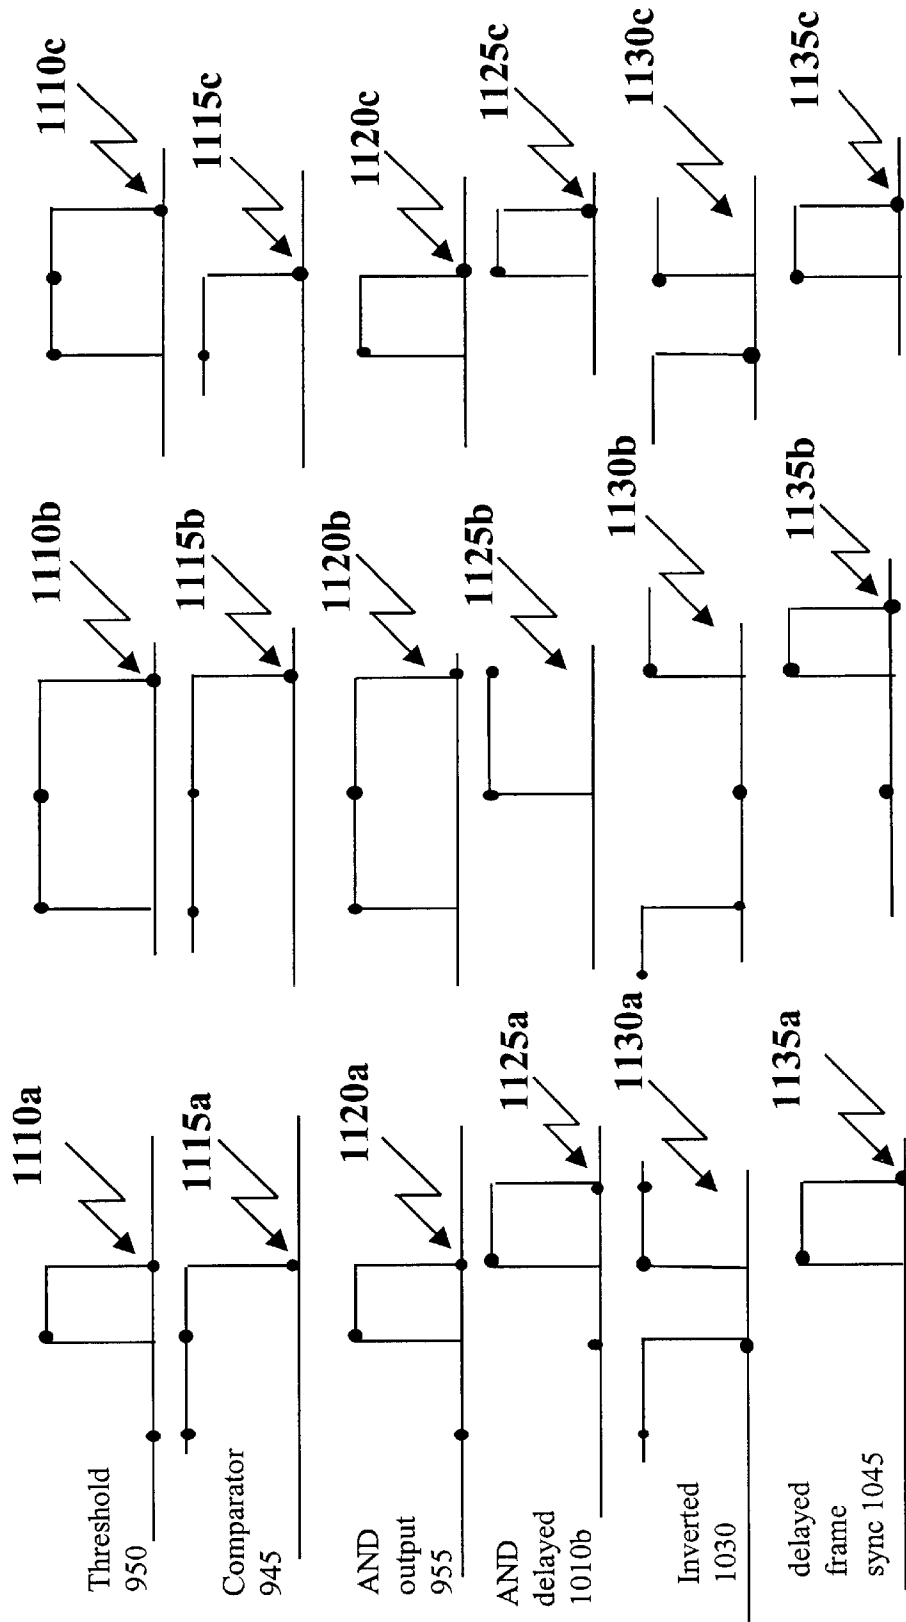 1110a
1110b
1110c
Threshold
950
1115a
1115b
1115c
Comparator
945
1120a
1120b
1120c
AND
output
955
1125a
1125b
1125c
AND
delayed
1010b
1130a
1130b
1130c
Inverted
1030
1135a
1135b
1135c
delayed
frame
sync 1045